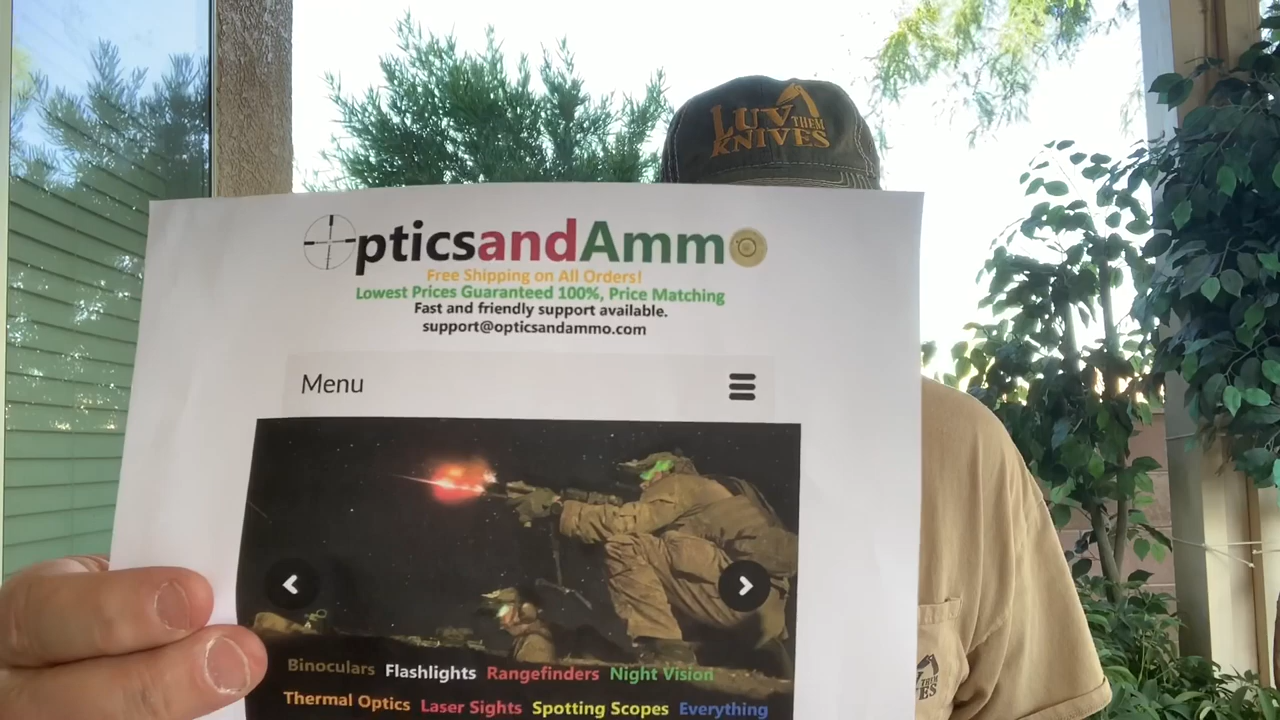 LUV THEM
KNIVES
OpticsandAmmo
Free Shipping on All Orders!
Lowest Prices Guaranteed 100%, Price Matching
Fast and friendly support available.
support@opticsandammo.com
Menu
Binoculars Flashlights Rangefinders Night Vision
Thermal Optics Laser Sights Spotting Scopes Everything